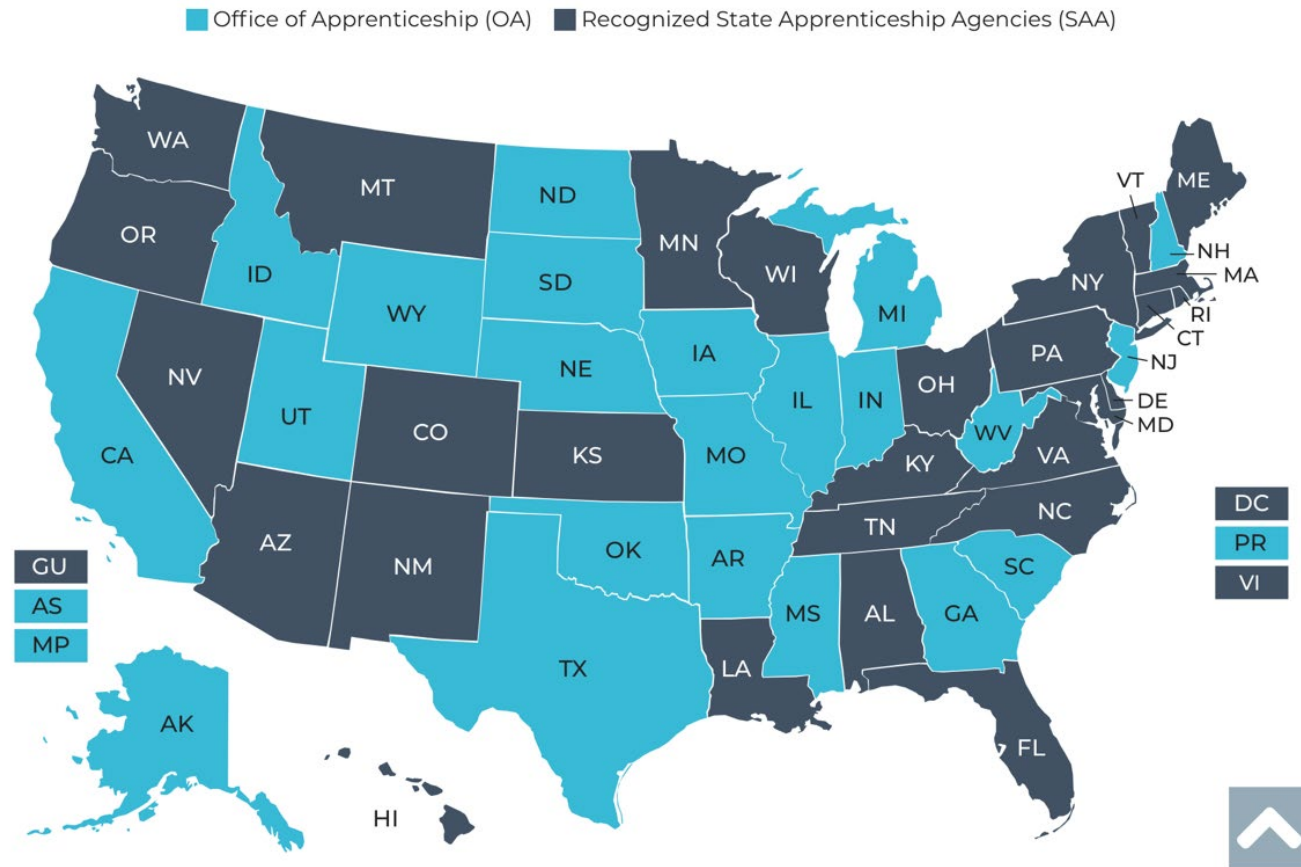 Office of Apprenticeship (OA) Recognized State Apprenticeship Agencies (SAA)
WA
MT
ND
MN
VT
ME
OR
ID
SD
WI
NY
NH
MA
WY
MI
RI
CT
IA
PA
NJ
NV
NE
OH
DE
MD
UT
CO
IL
IN
WV
CA
KS
MO
KY
VA
DC
NC
TN
PR
AZ
NM
OK
AR
SC
VI
GU
AS
MP
MS
AL
GA
TX
LA
AK
FL
HI